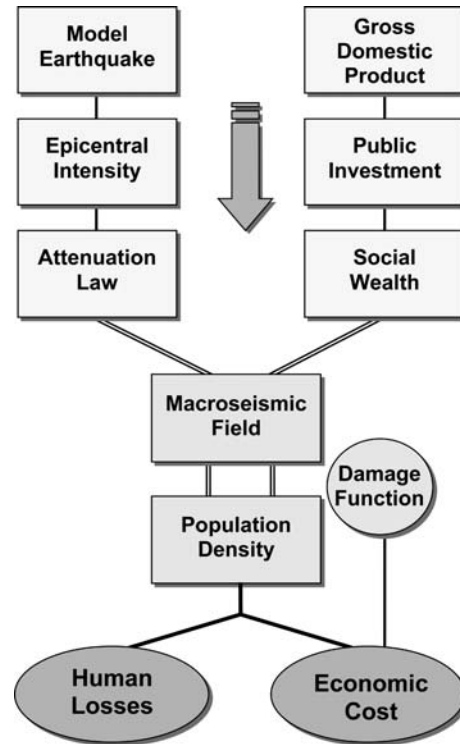 Model
Earthquake
Gross
Domestic
Product
Epicentral
Intensity
Public
Investment
Attenuation
Law
Social
Wealth
Macroseismic
Field
Damage
Function
Population
Density
Human
Losses
Economic
Cost